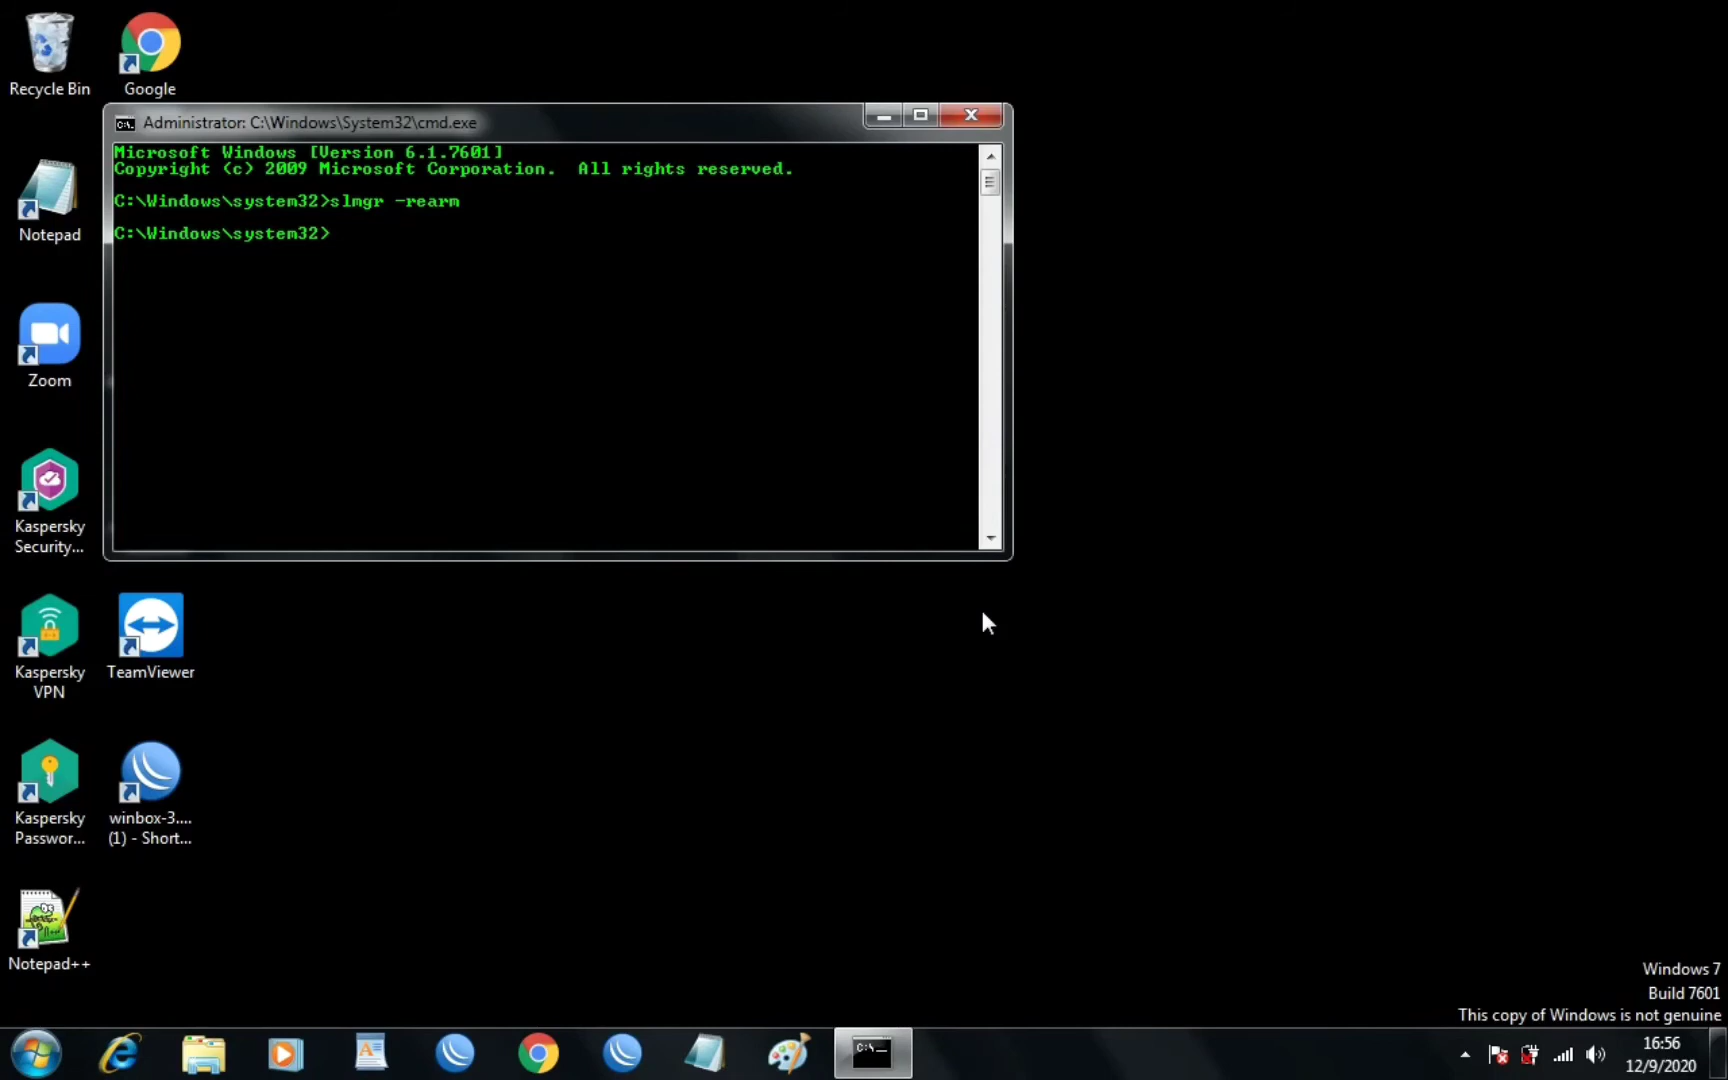 Recycle Bin
Google
Administrator: C:\Windows\System32\cmd.exe
Microsoft Windows [Version 6.1.7601]
Copyright (c) 2009 Microsoft Corporation.  All rights reserved.
C:\Windows\system32>slmgr -rearm
C:\Windows\system32>
Notepad
Zoom
Kaspersky
Security...
Kaspersky
VPN
TeamViewer
Kaspersky
Passwor...
winbox-3....
(1) - Short...
Notepad++
Windows 7
Build 7601
This copy of Windows is not genuine
16:56
12/9/2020